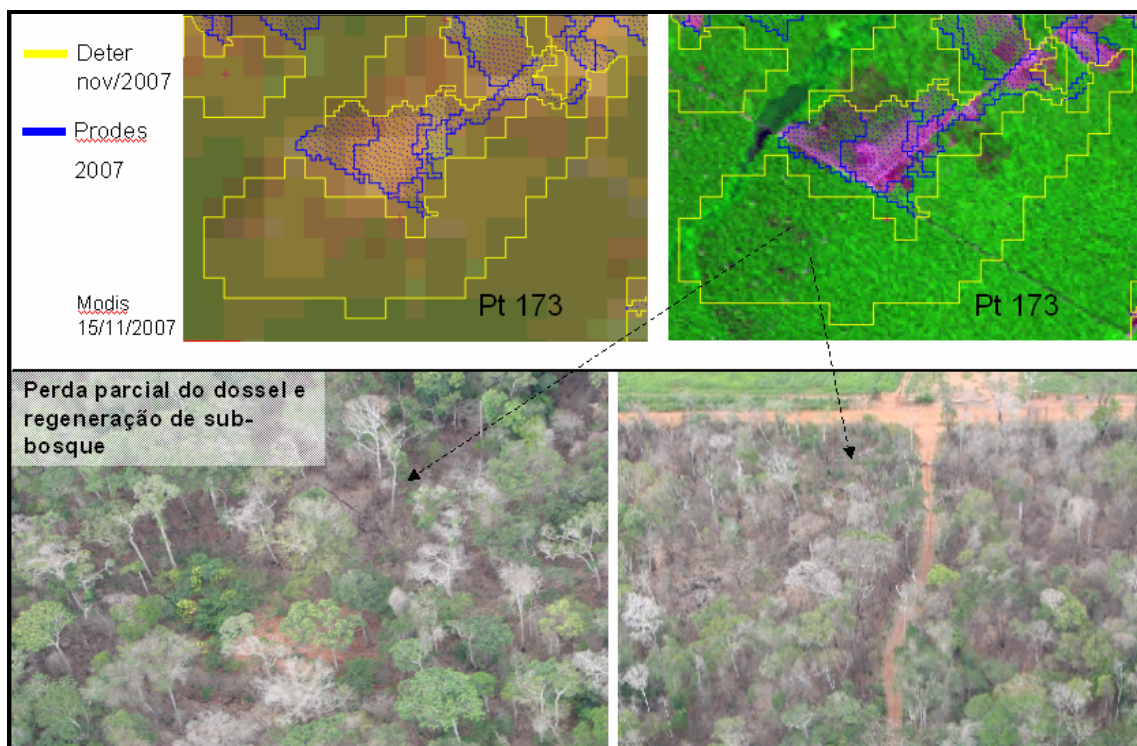 Deter
nov/2007
Prodes
2007
Modis
15/11/2007
Pt 173
Pt 173
Perda parcial do dossel e
regeneração de sub-
bosque